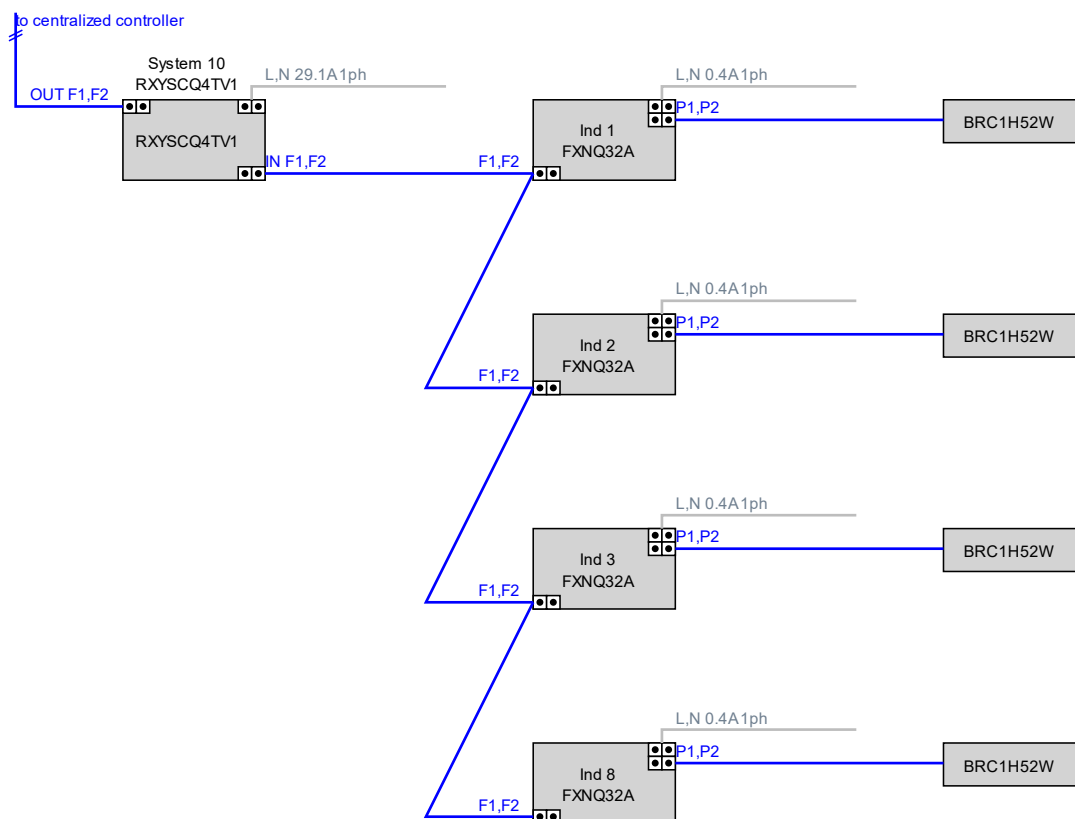 to centralized controller
System 10
RXYSCQ4TV1
L,N 29.1A1ph
OUT F1,F2
RXYSCQ4TV1
IN F1,F2
L,N 0.4A1ph
P1,P2
Ind 1
FXNQ32A
F1,F2
BRC1H52W
L,N 0.4A1ph
P1,P2
Ind 2
FXNQ32A
F1,F2
BRC1H52W
L,N 0.4A1ph
P1,P2
Ind 3
FXNQ32A
F1,F2
BRC1H52W
L,N 0.4A1ph
P1,P2
Ind 8
FXNQ32A
F1,F2
BRC1H52W